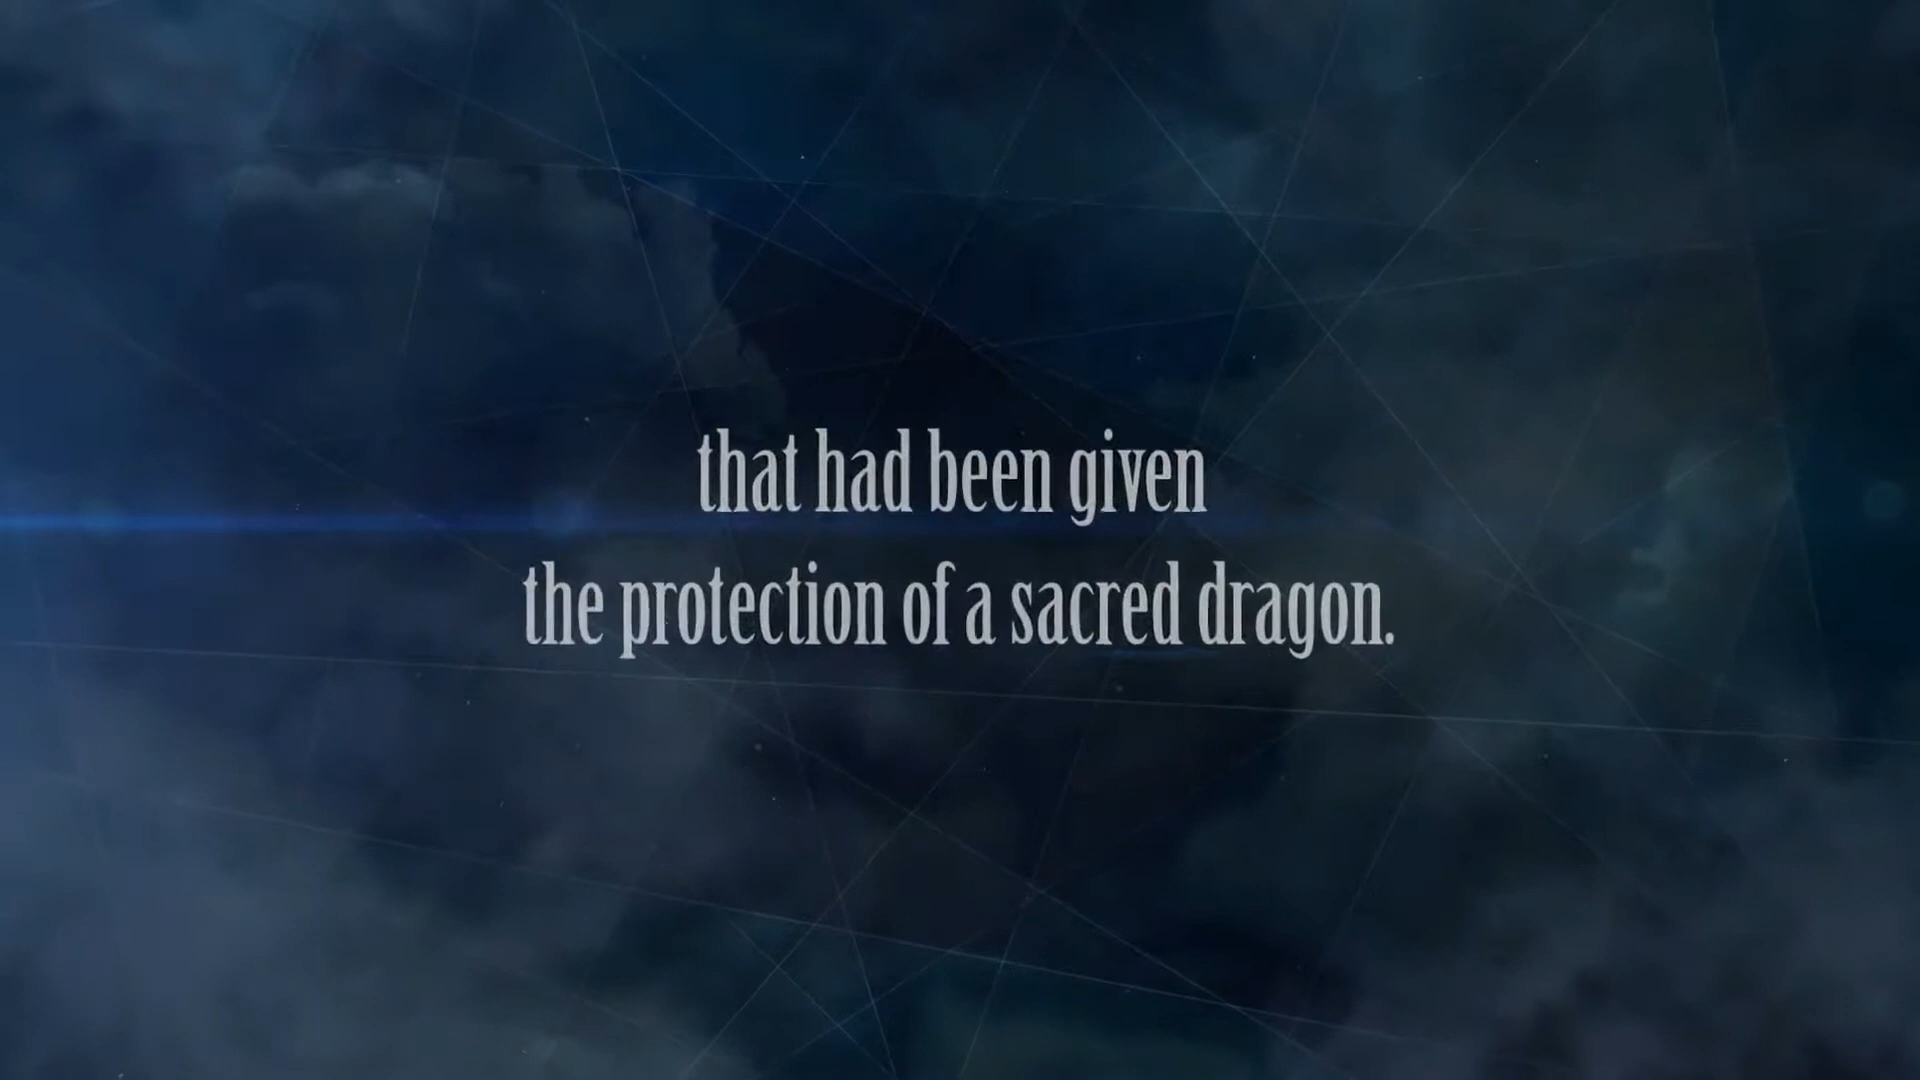 that had been given
the protection of a sacred dragon.